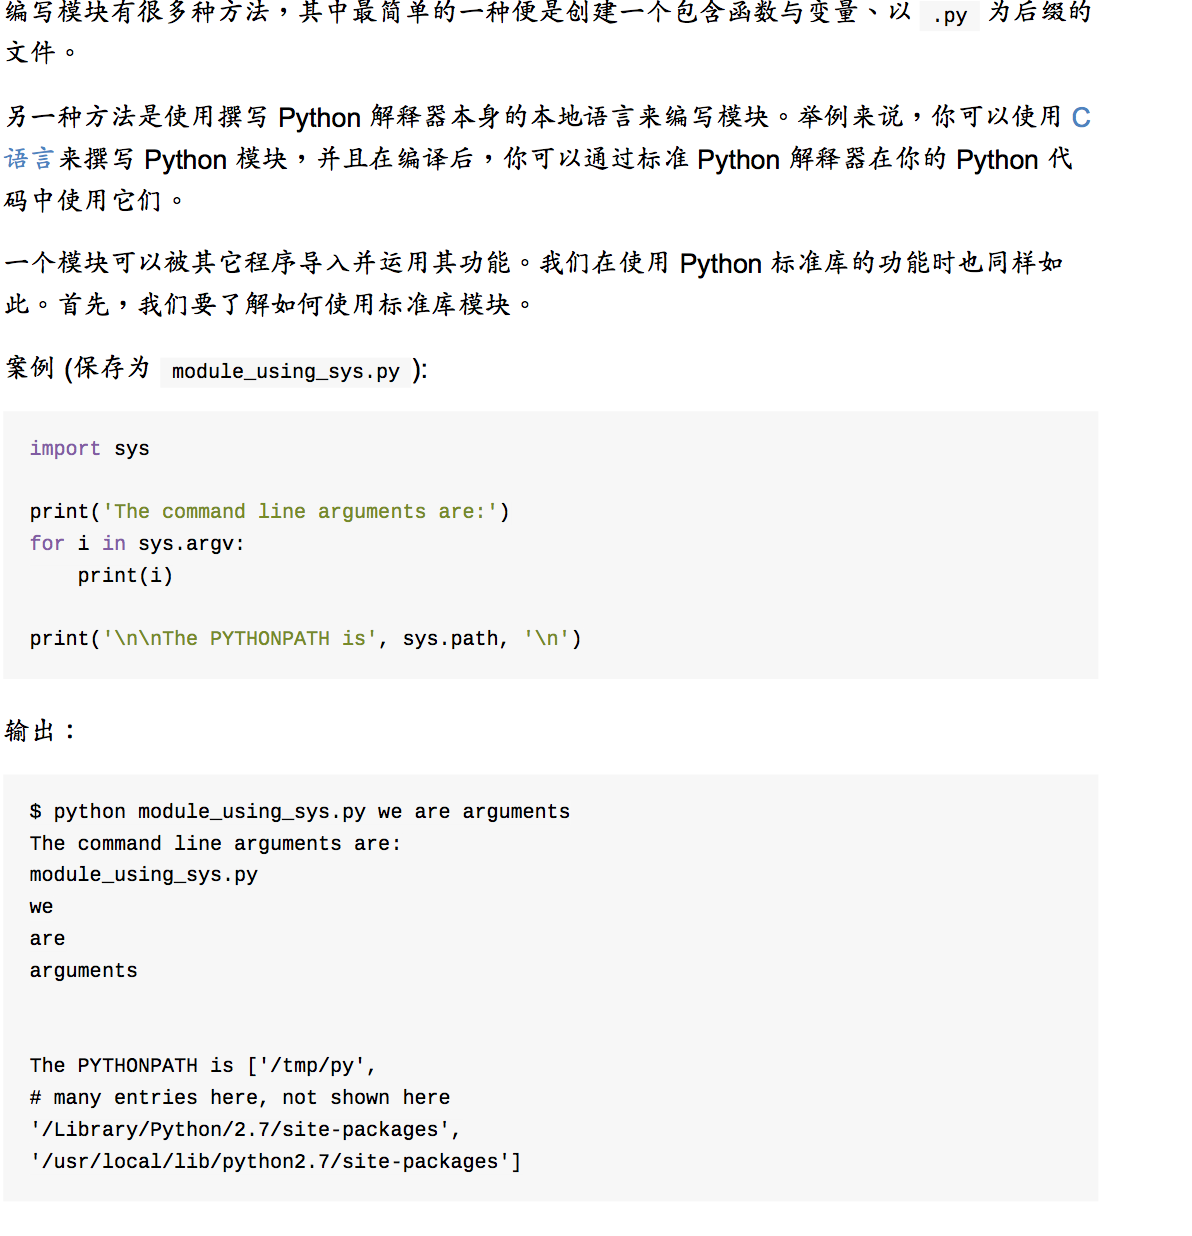 编写模块有很多种方法，其中最简单的一种便是创建一个包含函数与变量、以 .py 为后缀的
文件。
另一种方法是使用撰写 Python 解释器本身的本地语言来编写模块。举例来说，你可以使用 C
语言来撰写 Python 模块，并且在编译后，你可以通过标准 Python 解释器在你的 Python 代
码中使用它们。
一个模块可以被其它程序导入并运用其功能。我们在使用 Python 标准库的功能时也同样如
此。首先，我们要了解如何使用标准库模块。
案例 (保存为 module_using_sys.py ):
import sys
print('The command line arguments are:')
for i in sys.argv:
    print(i)
print('\n\nThe PYTHONPATH is', sys.path, '\n')
输出：
$ python module_using_sys.py we are arguments
The command line arguments are:
module_using_sys.py
we
are
arguments
The PYTHONPATH is ['/tmp/py',
# many entries here, not shown here
'/Library/Python/2.7/site-packages',
'/usr/local/lib/python2.7/site-packages']